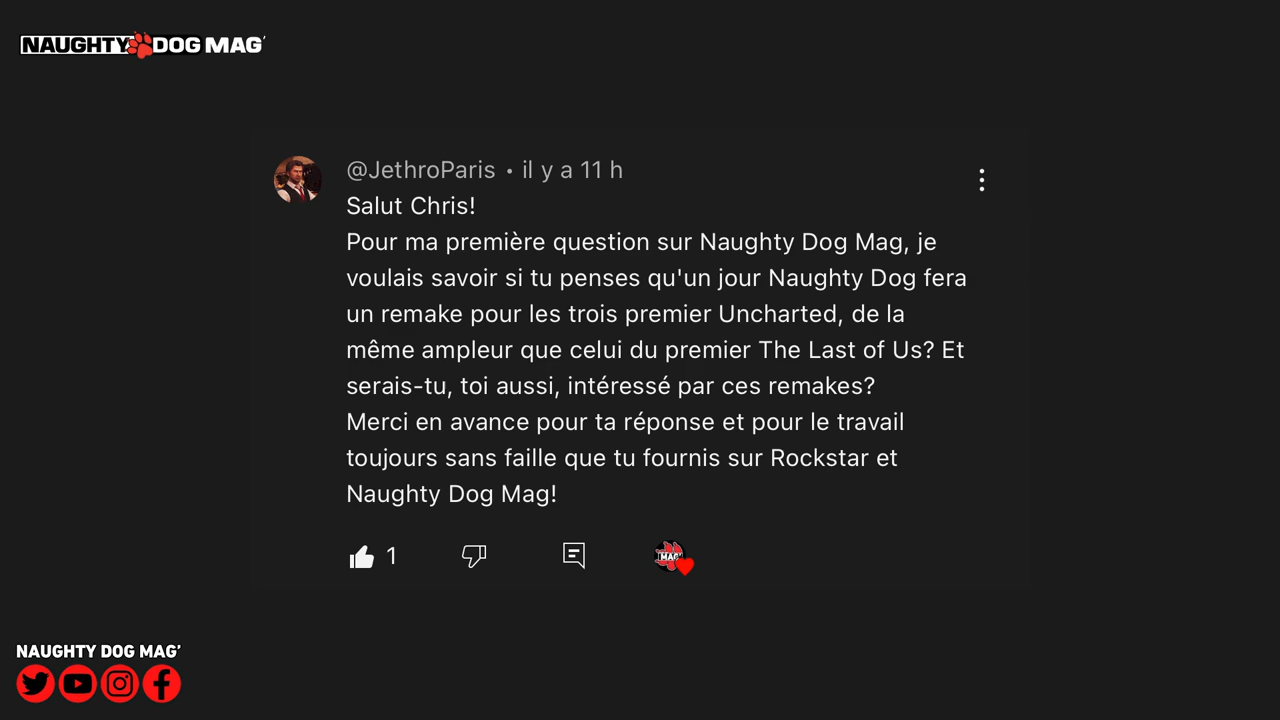 NAUGHTY DOG MAG'
@JethroParis • il y a 11 h
Salut Chris!
Pour ma première question sur Naughty Dog Mag, je
voulais savoir si tu penses qu'un jour Naughty Dog fera
un remake pour les trois premier Uncharted, de la
même ampleur que celui du premier The Last of Us? Et
serais-tu, toi aussi, intéressé par ces remakes?
Merci en avance pour ta réponse et pour le travail
toujours sans faille que tu fournis sur Rockstar et
Naughty Dog Mag!
1
MAG'
NAUGHTY DOG MAG'